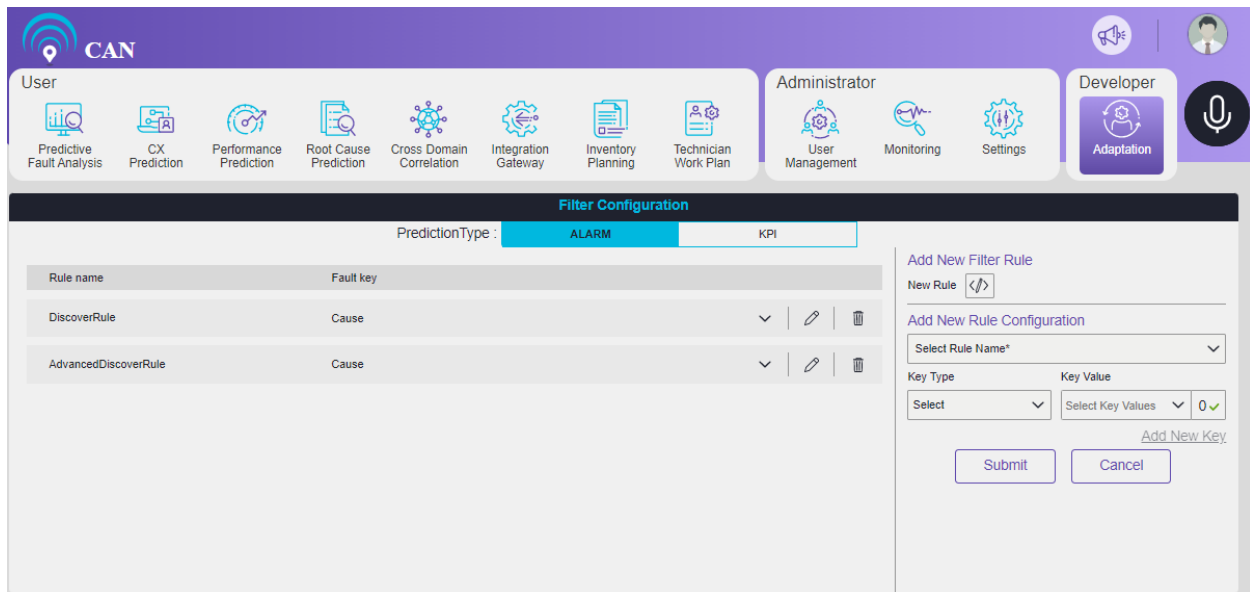 CAN
User
Administrator
Developer
Predictive
Fault Analysis
CX
Prediction
Performance
Prediction
Root Cause
Prediction
Cross Domain
Correlation
Integration
Gateway
Inventory
Planning
Technician
Work Plan
User
Management
Monitoring
Settings
Adaptation
Filter Configuration
PredictionType : ALARM KPI
Rule name Fault key
DiscoverRule Cause
AdvancedDiscoverRule Cause
Add New Filter Rule
New Rule </>
Add New Rule Configuration
Select Rule Name*
Key Type Key Value
Select Select Key Values 0
Add New Key
Submit Cancel